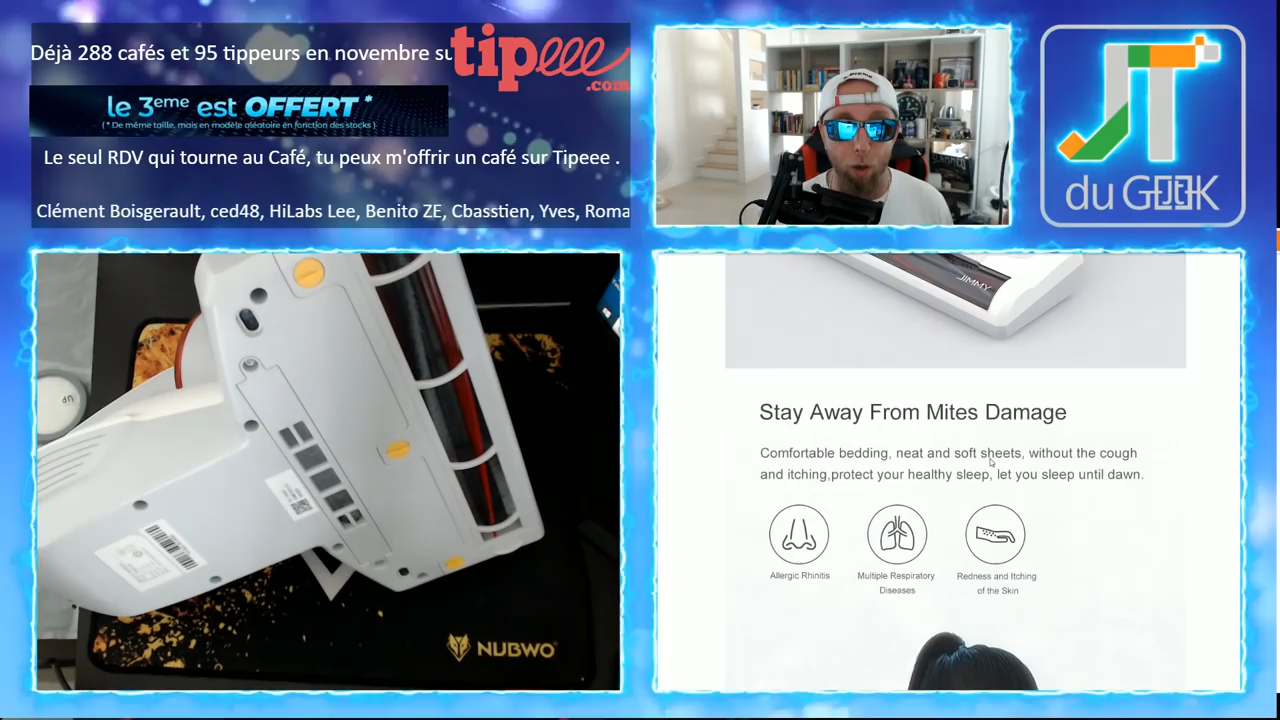 Déjà 288 cafés et 95 tippeurs en novembre su
tipeee
.com
le 3eme est OFFERT *
( * De même taille, mais en modèle aléatoire en fonction des stocks )
Le seul RDV qui tourne au Café, tu peux m'offrir un café sur Tipeee .
Clément Boisgerault, ced48, HiLabs Lee, Benito ZE, Cbasstien, Yves, Roma
JT
du GEEK
JIMMY
UP
NUBWO
Stay Away From Mites Damage
Comfortable bedding, neat and soft sheets, without the cough
and itching,protect your healthy sleep, let you sleep until dawn.
Allergic Rhinitis
Multiple Respiratory
Diseases
Redness and Itching
of the Skin